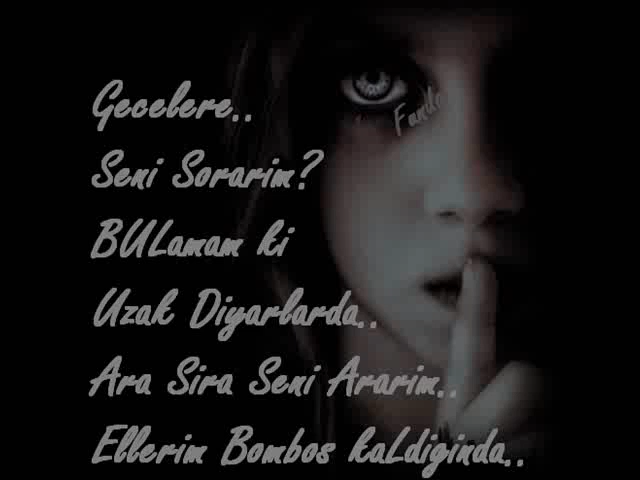 Gecelere..
Seni Sorarim?
BULamam ki
Uzak Diyarlarda..
Ara Sira Seni Ararim..
Ellerim Bombos kaLdiginda..